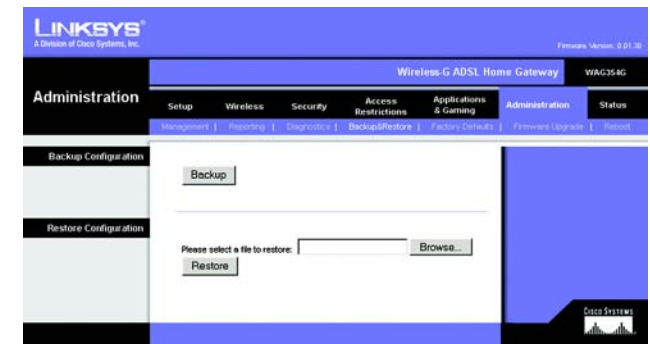 LINKSYS®
A Division of Cisco Systems, Inc.
Firmware Version: 0.01.30
Wireless-G ADSL Home Gateway WAG354G
Administration
Setup Wireless Security Access Restrictions Applications & Gaming Administration Status
Management | Reporting | Diagnostics | Backup&Restore | Factory Defaults | Firmware Upgrade | Reboot
Backup Configuration
Backup
Restore Configuration
Please select a file to restore: Browse...
Restore
CISCO SYSTEMS